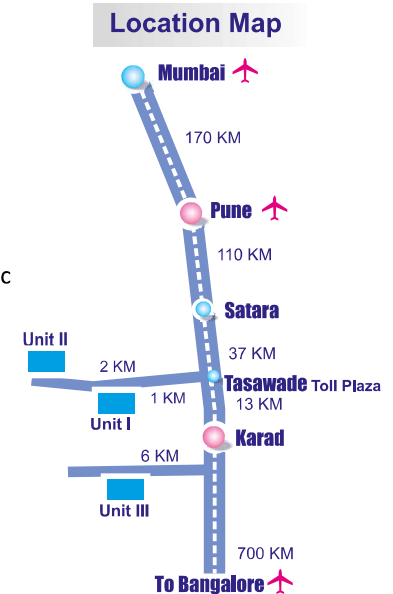 Location Map
Mumbai
170 KM
Pune
110 KM
c
Satara
Unit II
37 KM
2 KM
Tasawade Toll Plaza
1 KM
13 KM
Unit I
Karad
6 KM
Unit III
700 KM
To Bangalore